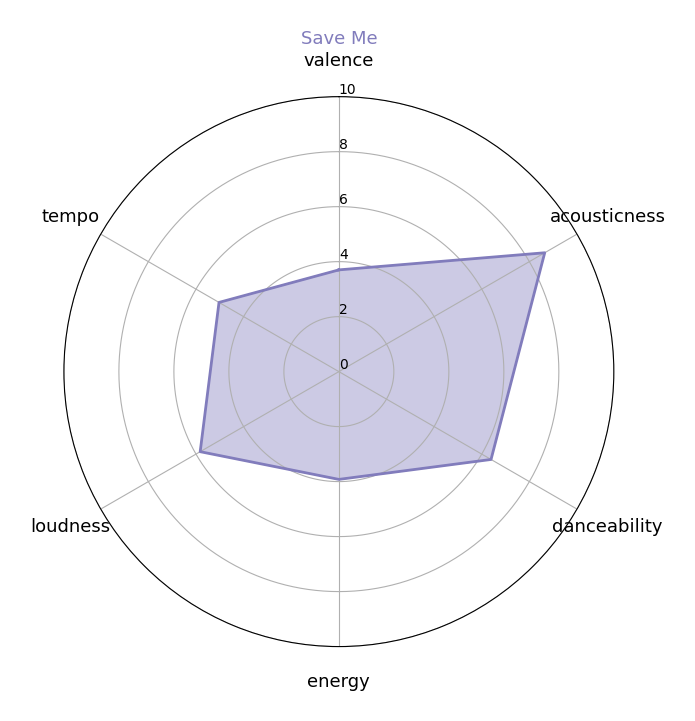 Save Me
valence
10
8
6
4
2
0
tempo
acousticness
loudness
danceability
energy